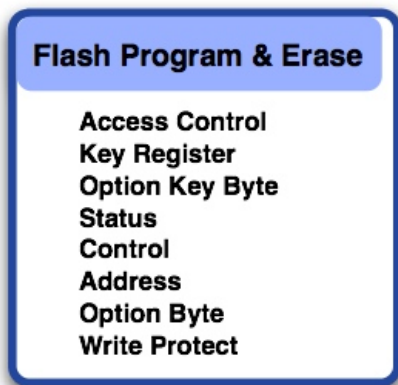 Flash Program & Erase
Access Control
Key Register
Option Key Byte
Status
Control
Address
Option Byte
Write Protect